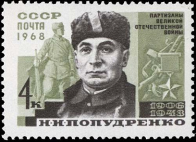 СССР
ПОЧТА
1968
ПАРТИЗАНЫ
ВЕЛИКОЙ
ОТЕЧЕСТВЕННОЙ
ВОЙНЫ
4к
1906
1943
Н·Н·ПОПУДРЕНКО